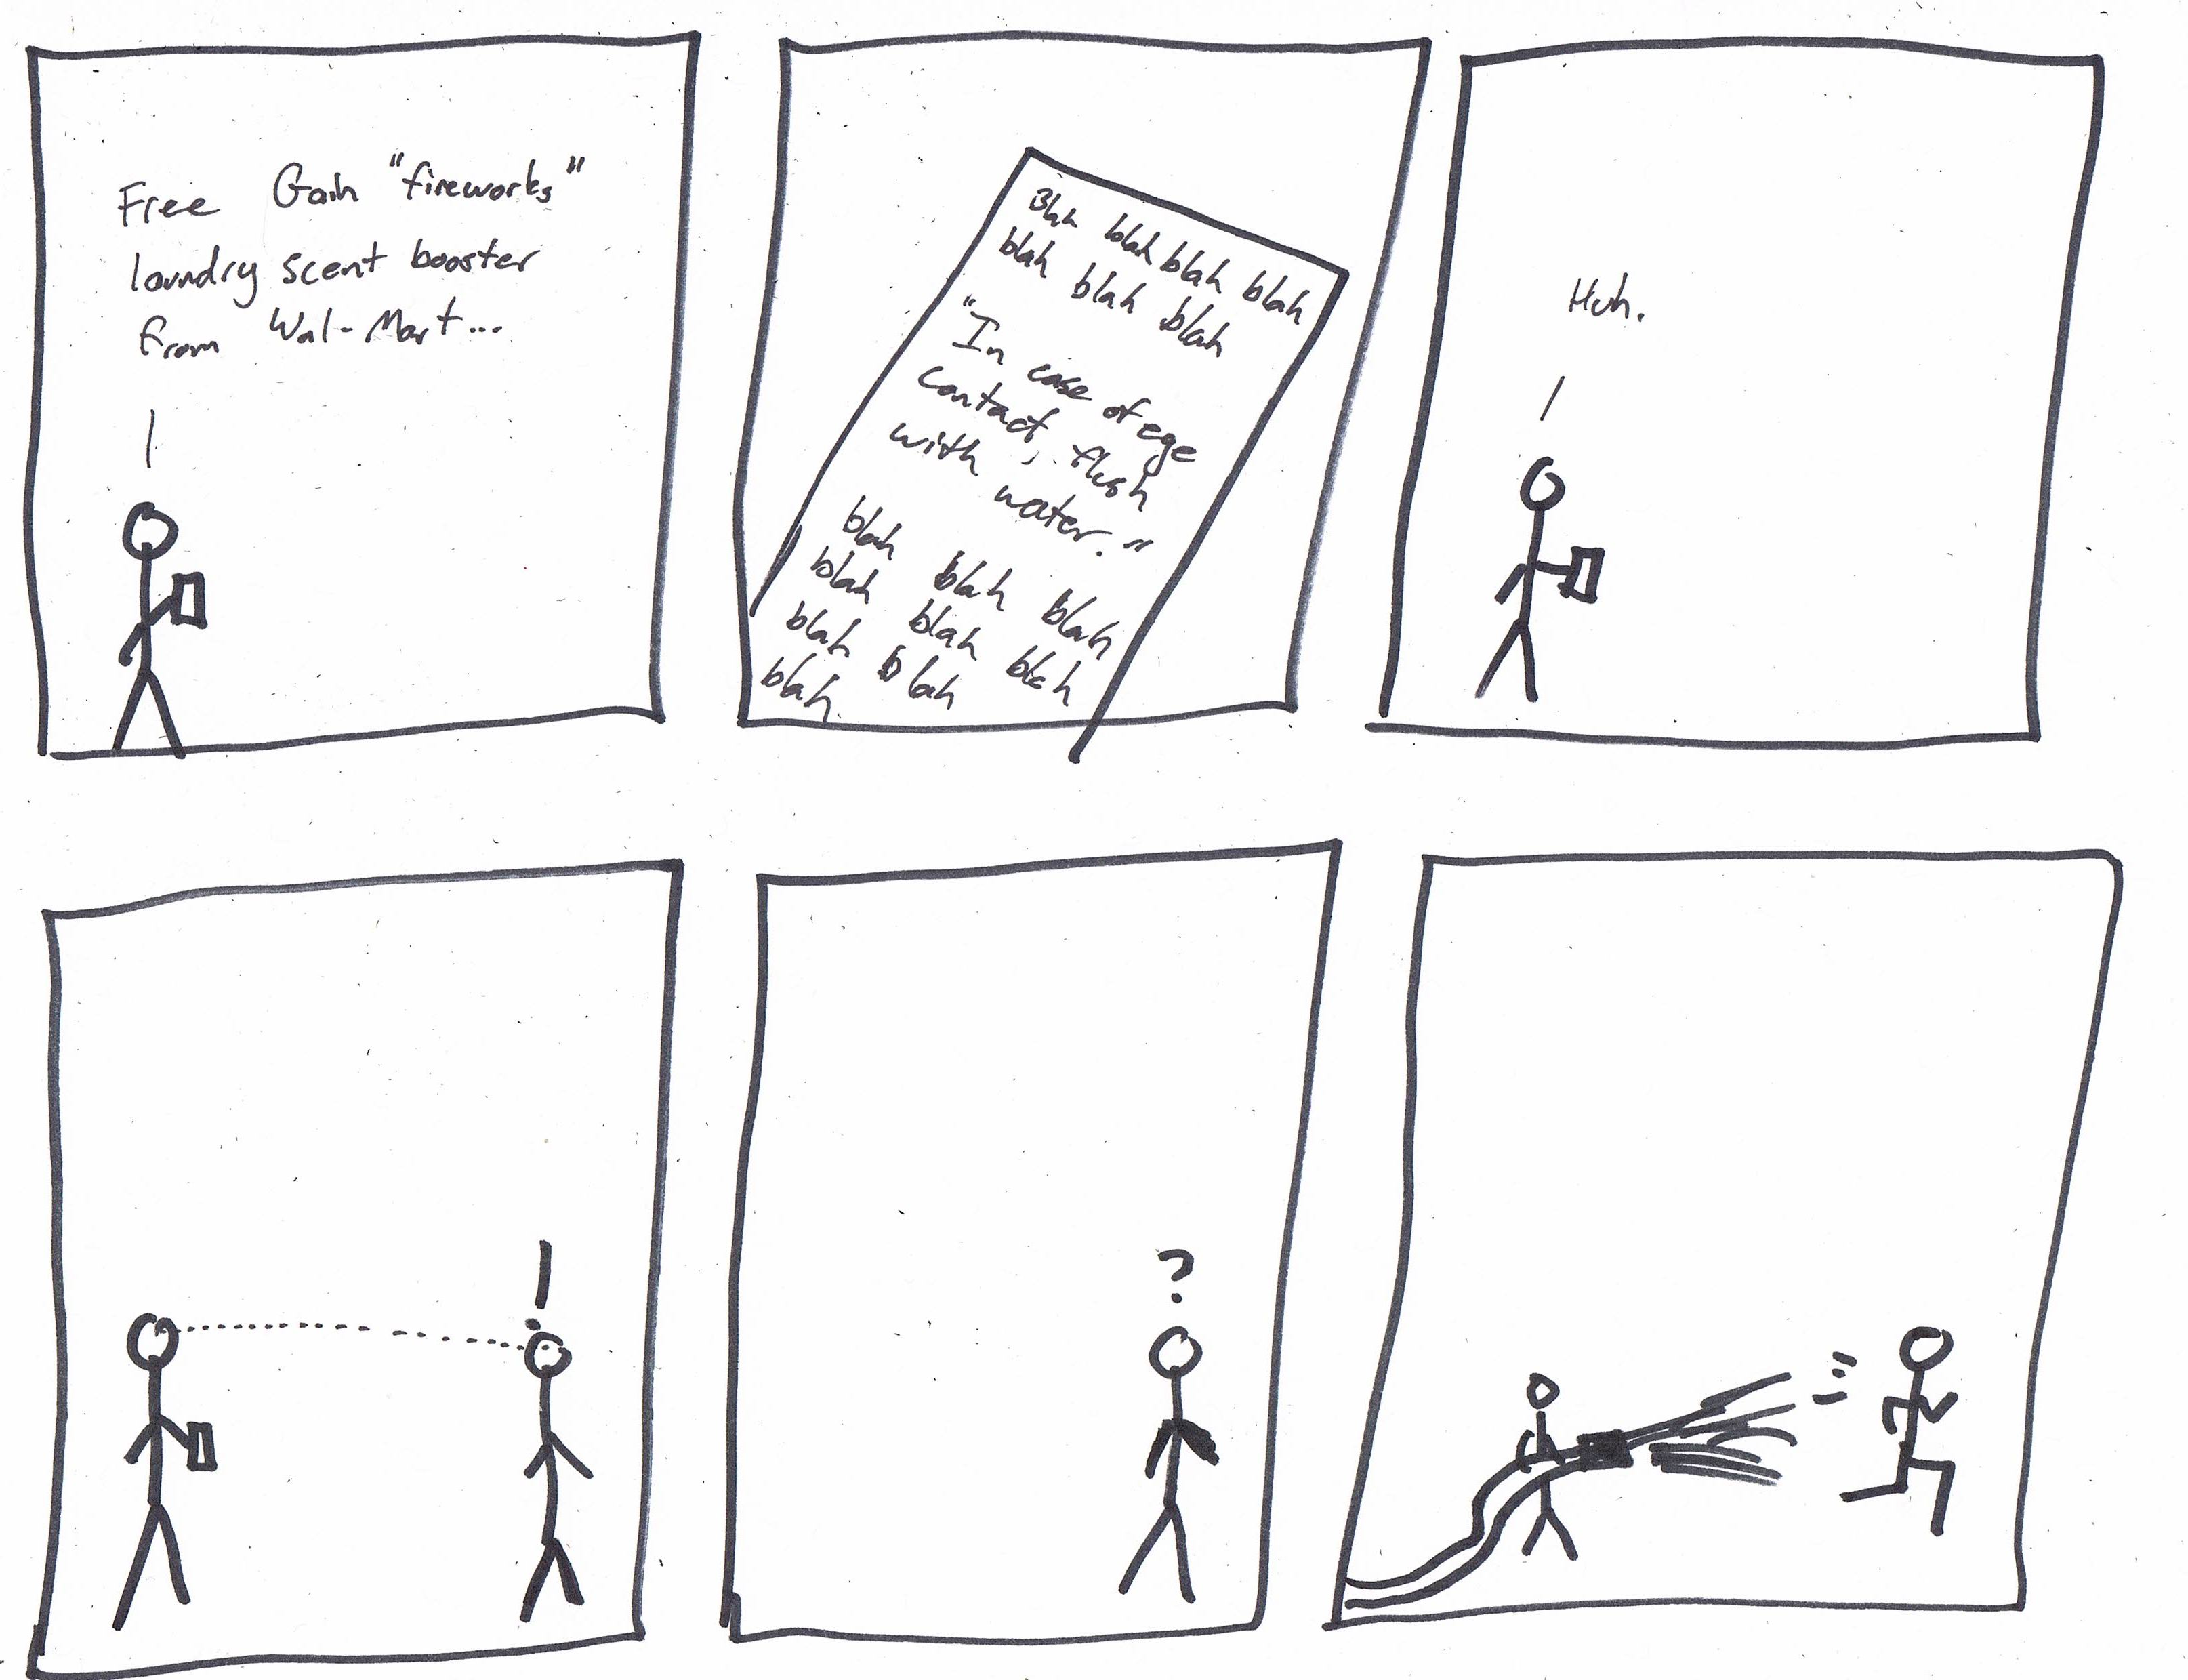 Free Gain "fireworks"
laundry scent booster
from Wal-Mart...
Blah blah blah blah
blah blah blah
"In case of eye
contact, flush
with water."
blah blah blah
blah blah blah
blah blah blah
blah
Huh.
!
?